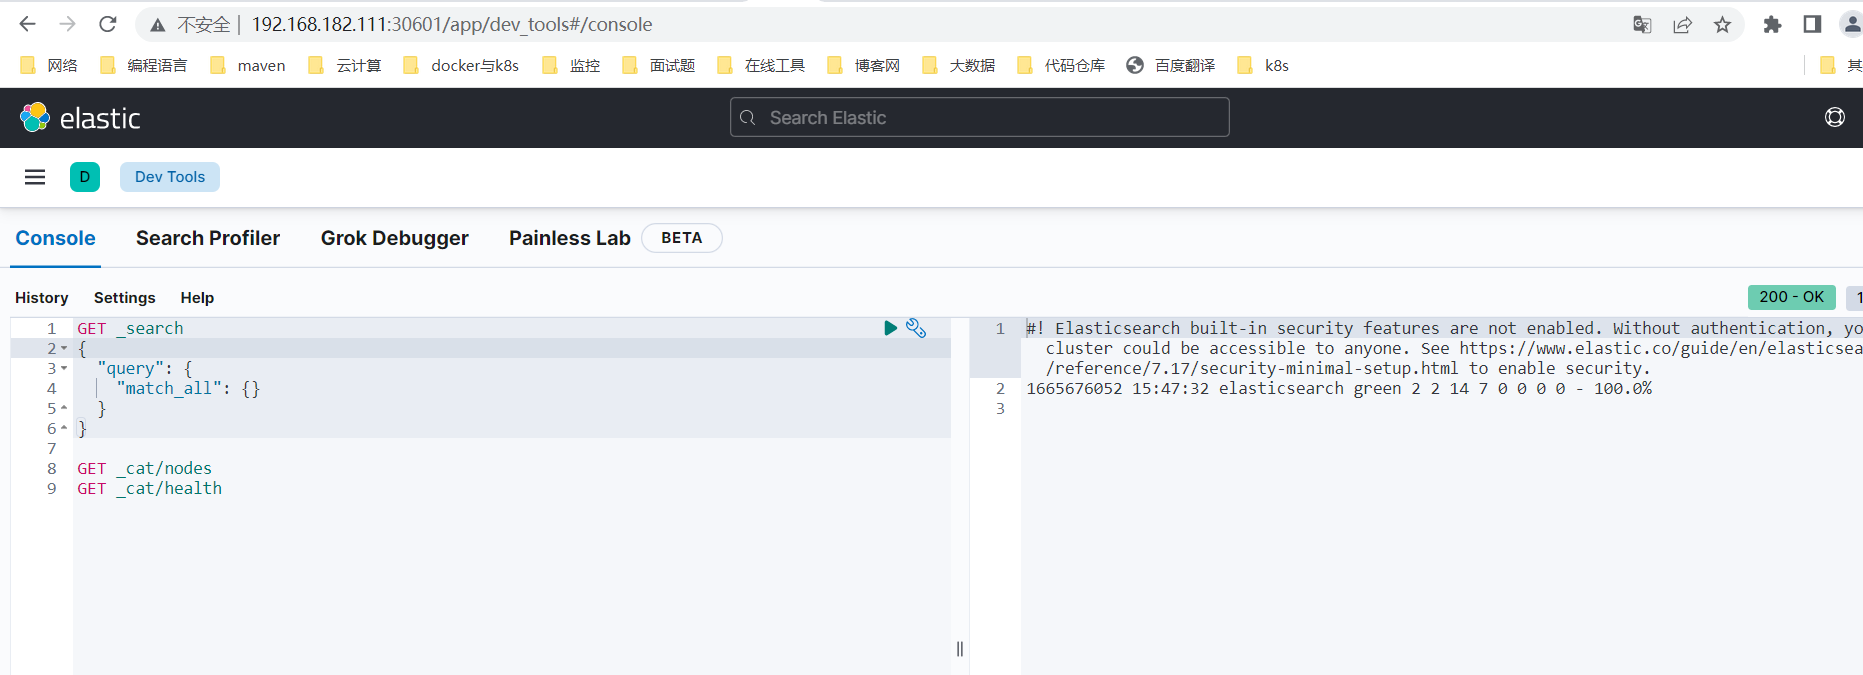 不安全 | 192.168.182.111:30601/app/dev_tools#/console
网络 编程语言 maven 云计算 docker与k8s 监控 面试题 在线工具 博客网 大数据 代码仓库 百度翻译 k8s 其
elastic Search Elastic
D Dev Tools
Console Search Profiler Grok Debugger Painless Lab BETA
History Settings Help
200 - OK 1
1 GET _search
2 {
3 "query": {
4 "match_all": {}
5 }
6 }
7
8 GET _cat/nodes
9 GET _cat/health
1 #! Elasticsearch built-in security features are not enabled. Without authentication, yo
cluster could be accessible to anyone. See https://www.elastic.co/guide/en/elasticsea
/reference/7.17/security-minimal-setup.html to enable security.
2 1665676052 15:47:32 elasticsearch green 2 2 14 7 0 0 0 0 - 100.0%
3